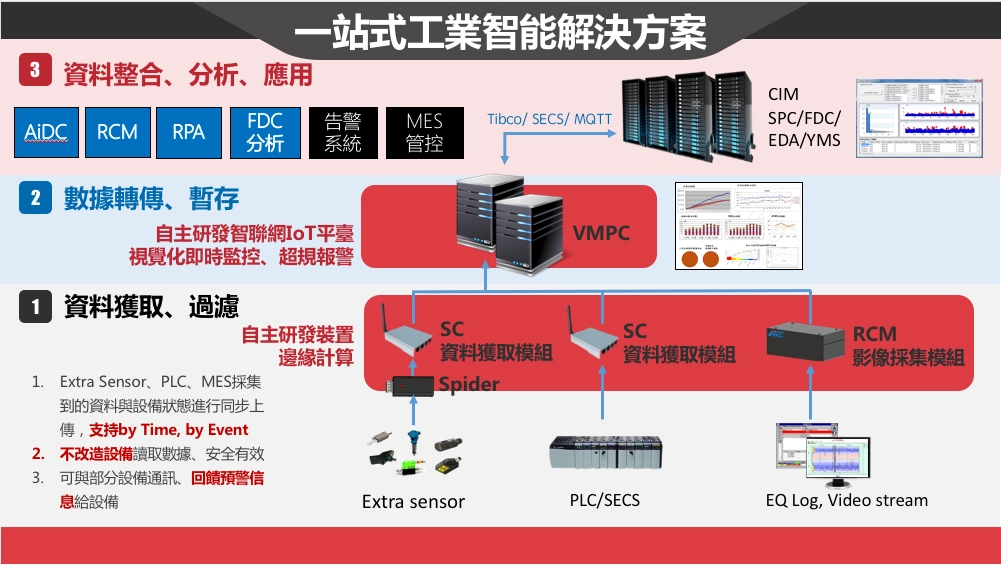 一站式工業智能解決方案
3 資料整合、分析、應用
AiDC
RCM
RPA
FDC
分析
告警
系統
MES
管控
Tibco/ SECS/ MQTT
CIM
SPC/FDC/
EDA/YMS
2 數據轉傳、暫存
自主研發智聯網IoT平臺
視覺化即時監控、超規報警
VMPC
1 資料獲取、過濾
自主研發裝置
邊緣計算
SC
資料獲取模組
SC
資料獲取模組
RCM
影像採集模組
Spider
1. Extra Sensor、PLC、MES採集
到的資料與設備狀態進行同步上
傳，支持by Time, by Event
2. 不改造設備讀取數據、安全有效
3. 可與部分設備通訊、回饋預警信
息給設備
Extra sensor
PLC/SECS
EQ Log, Video stream